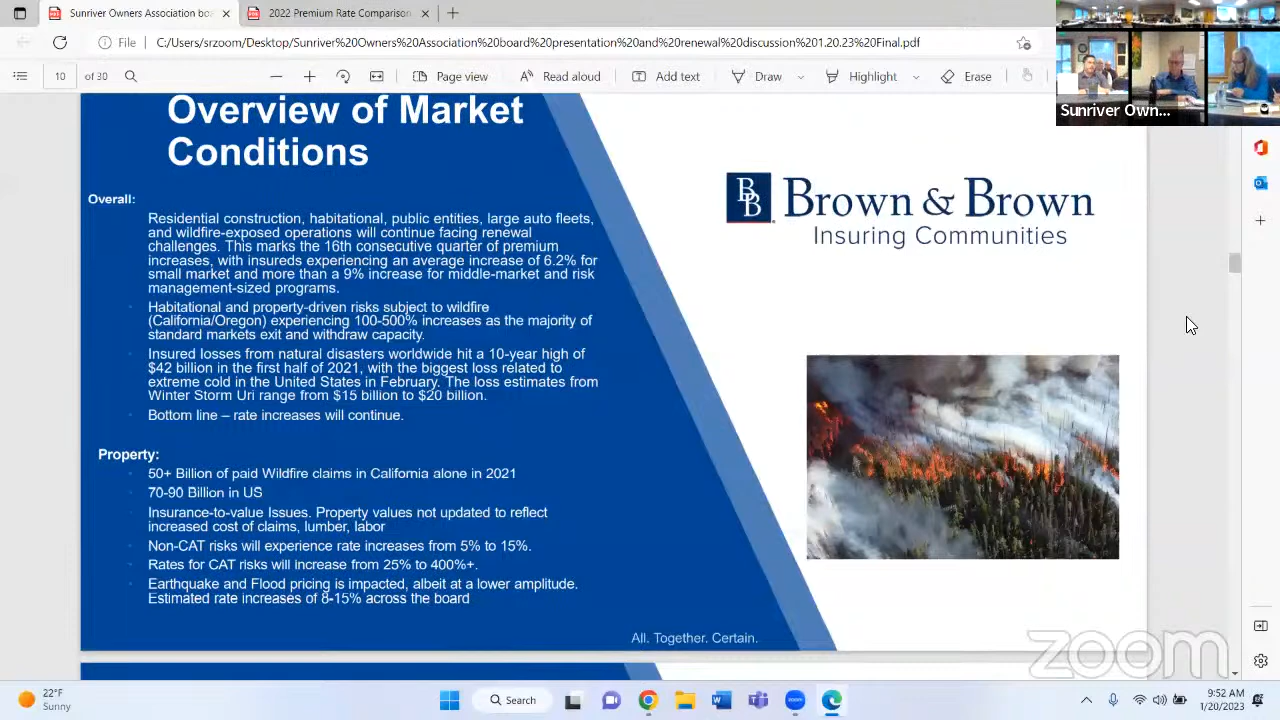 Sunriver Owners Association boa
2022 Premium Rate Comparison
File
C:/Users/srzoom/Desktop/Sunriver%20Owners%20Association%20board%20presentation%20and%20renewal%20discussion%201.20.23%20Final.pdf
10 of 30
Page view
Read aloud
Add text
Draw
Highlight
Erase
Sunriver Own...
Overview of Market
Conditions
Overall:
Residential construction, habitational, public entities, large auto fleets,
and wildfire-exposed operations will continue facing renewal
challenges. This marks the 16th consecutive quarter of premium
increases, with insureds experiencing an average increase of 6.2% for
small market and more than a 9% increase for middle-market and risk
management-sized programs.
Habitational and property-driven risks subject to wildfire
(California/Oregon) experiencing 100-500% increases as the majority of
standard markets exit and withdraw capacity.
Insured losses from natural disasters worldwide hit a 10-year high of
$42 billion in the first half of 2021, with the biggest loss related to
extreme cold in the United States in February. The loss estimates from
Winter Storm Uri range from $15 billion to $20 billion.
Bottom line – rate increases will continue.
Property:
50+ Billion of paid Wildfire claims in California alone in 2021
70-90 Billion in US
Insurance-to-value Issues. Property values not updated to reflect
increased cost of claims, lumber, labor
Non-CAT risks will experience rate increases from 5% to 15%.
Rates for CAT risks will increase from 25% to 400%+.
Earthquake and Flood pricing is impacted, albeit at a lower amplitude.
Estimated rate increases of 8-15% across the board
BB Brown & Brown
Insuring Communities
All. Together. Certain.
zoom
22°F
Sunny
Search
9:52 AM
1/20/2023